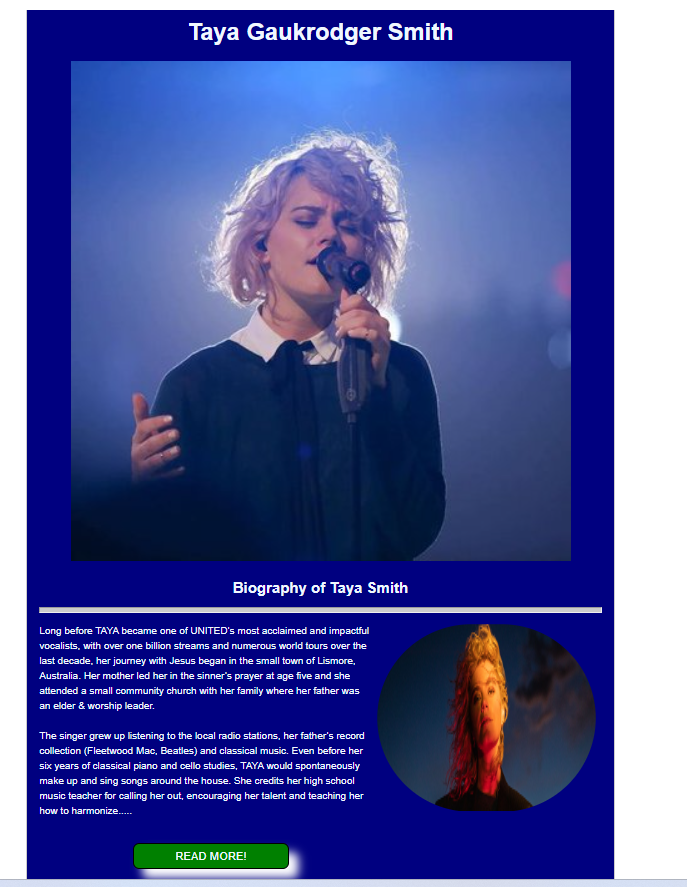 Taya Gaukrodger Smith
Biography of Taya Smith
Long before TAYA became one of UNITED's most acclaimed and impactful
vocalists, with over one billion streams and numerous world tours over the
last decade, her journey with Jesus began in the small town of Lismore,
Australia. Her mother led her in the sinner's prayer at age five and she
attended a small community church with her family where her father was
an elder & worship leader.
The singer grew up listening to the local radio stations, her father's record
collection (Fleetwood Mac, Beatles) and classical music. Even before her
six years of classical piano and cello studies, TAYA would spontaneously
make up and sing songs around the house. She credits her high school
music teacher for calling her out, encouraging her talent and teaching her
how to harmonize.....
READ MORE!